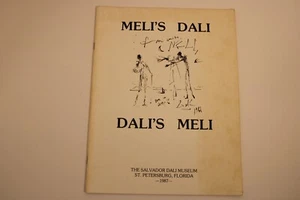 MELI'S DALI
DALI'S MELI
THE SALVADOR DALI MUSEUM
ST. PETERSBURG, FLORIDA
– 1987 –